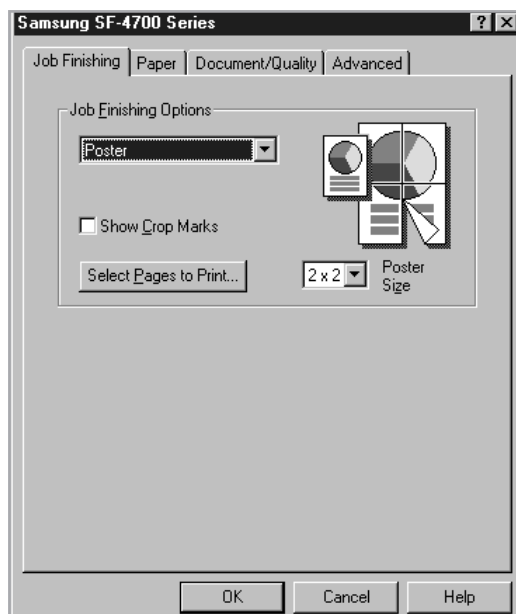 Samsung SF-4700 Series
Job Finishing Paper Document/Quality Advanced
Job Finishing Options
Poster
Show Crop Marks
Select Pages to Print... 2 x 2 Poster
Size
OK Cancel Help